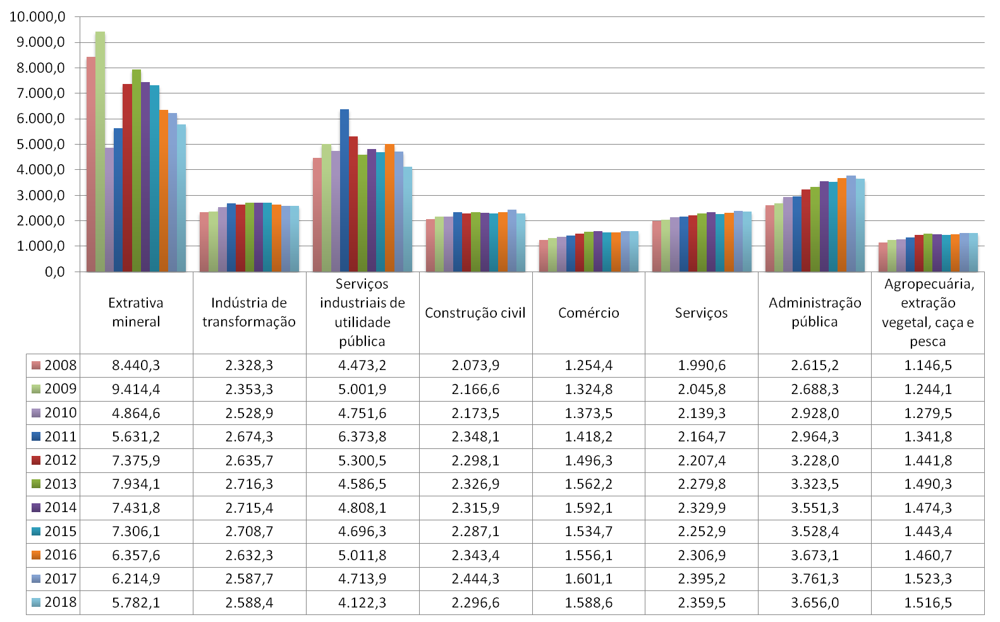 10.000,0
9.000,0
8.000,0
7.000,0
6.000,0
5.000,0
4.000,0
3.000,0
2.000,0
1.000,0
0,0
Extrativa
mineral
Indústria de
transformação
Serviços
industriais de
utilidade
pública
Construção civil
Comércio
Serviços
Administração
pública
Agropecuária,
extração
vegetal, caça e
pesca
2008 8.440,3 2.328,3 4.473,2 2.073,9 1.254,4 1.990,6 2.615,2 1.146,5
2009 9.414,4 2.353,3 5.001,9 2.166,6 1.324,8 2.045,8 2.688,3 1.244,1
2010 4.864,6 2.528,9 4.751,6 2.173,5 1.373,5 2.139,3 2.928,0 1.279,5
2011 5.631,2 2.674,3 6.373,8 2.348,1 1.418,2 2.164,7 2.964,3 1.341,8
2012 7.375,9 2.635,7 5.300,5 2.298,1 1.496,3 2.207,4 3.228,0 1.441,8
2013 7.934,1 2.716,3 4.586,5 2.326,9 1.562,2 2.279,8 3.323,5 1.490,3
2014 7.431,8 2.715,4 4.808,1 2.315,9 1.592,1 2.329,9 3.551,3 1.474,3
2015 7.306,1 2.708,7 4.696,3 2.287,1 1.534,7 2.252,9 3.528,4 1.443,4
2016 6.357,6 2.632,3 5.011,8 2.343,4 1.556,1 2.306,9 3.673,1 1.460,7
2017 6.214,9 2.587,7 4.713,9 2.444,3 1.601,1 2.395,2 3.761,3 1.523,3
2018 5.782,1 2.588,4 4.122,3 2.296,6 1.588,6 2.359,5 3.656,0 1.516,5